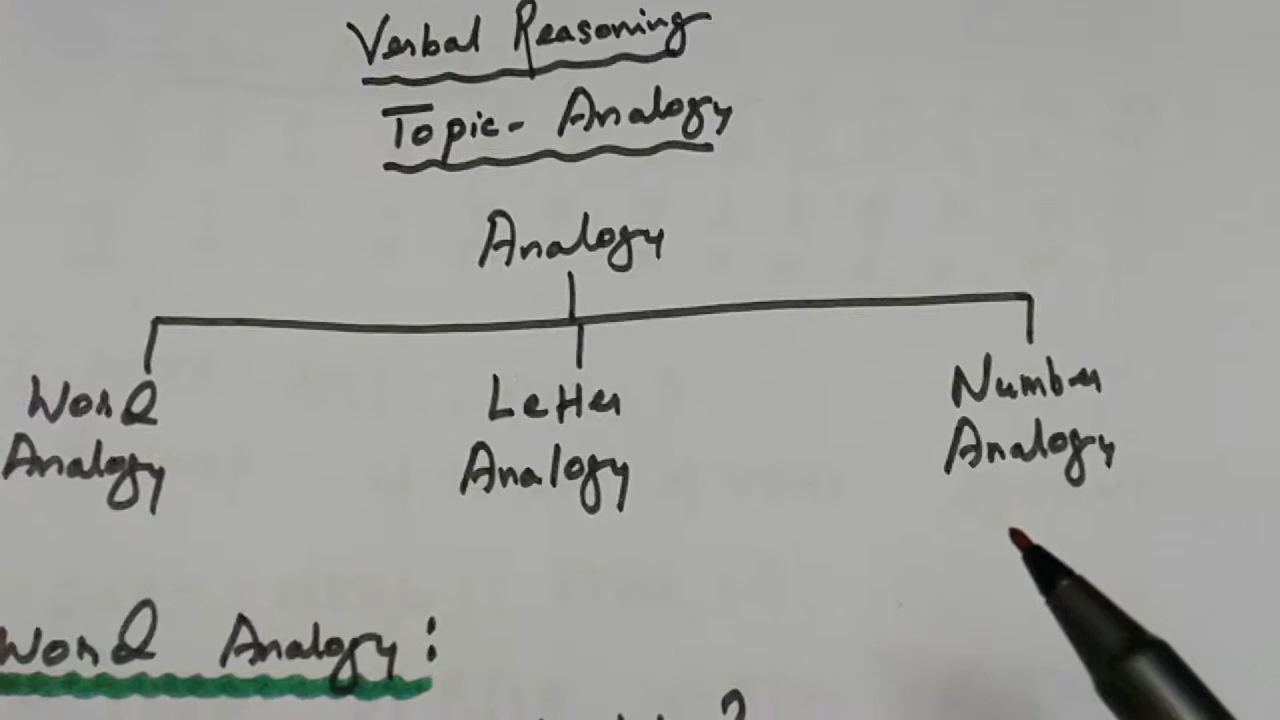 Verbal Reasoning
Topic- Analogy
Analogy
Word Analogy
Letter Analogy
Number Analogy
Word Analogy:
?